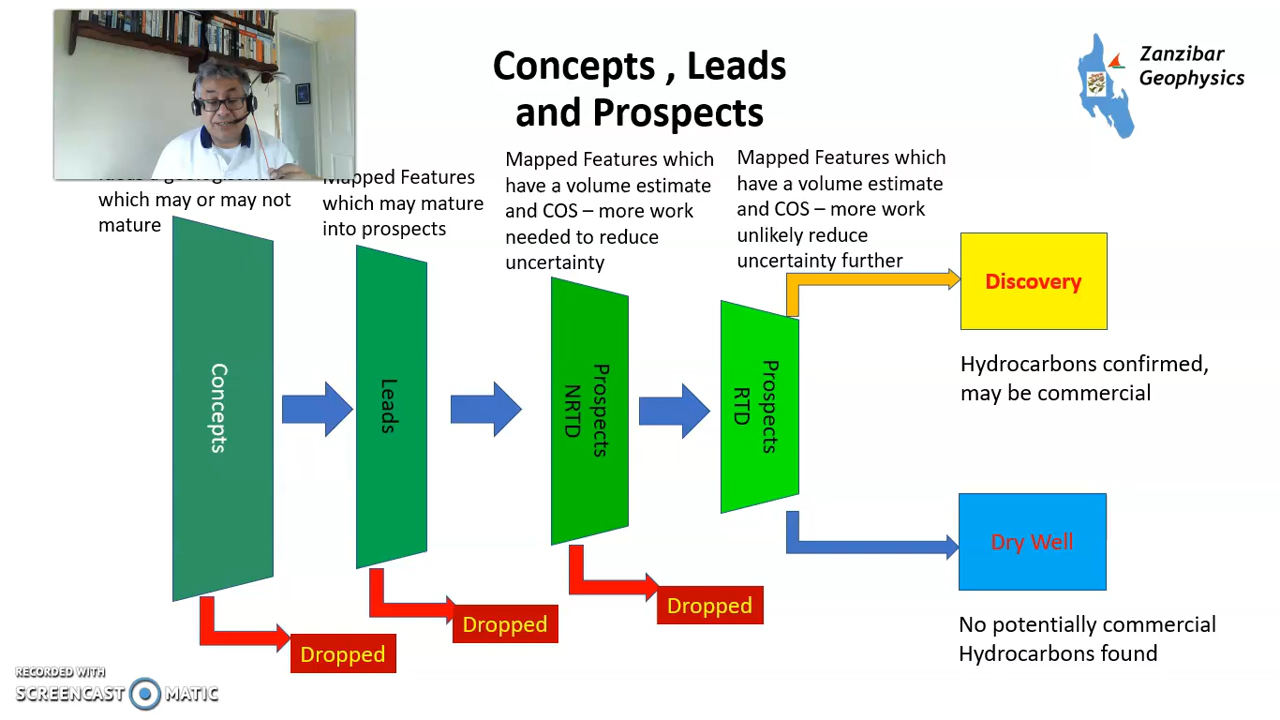 Concepts , Leads
and Prospects
Zanzibar
Geophysics
which may or may not
mature
Mapped Features
which may mature
into prospects
Mapped Features which
have a volume estimate
and COS – more work
needed to reduce
uncertainty
Mapped Features which
have a volume estimate
and COS – more work
unlikely reduce
uncertainty further
Concepts
Leads
Prospects
NRTD
Prospects
RTD
Discovery
Hydrocarbons confirmed,
may be commercial
Dry Well
No potentially commercial
Hydrocarbons found
Dropped
Dropped
Dropped
RECORDED WITH
SCREENCAST MATIC